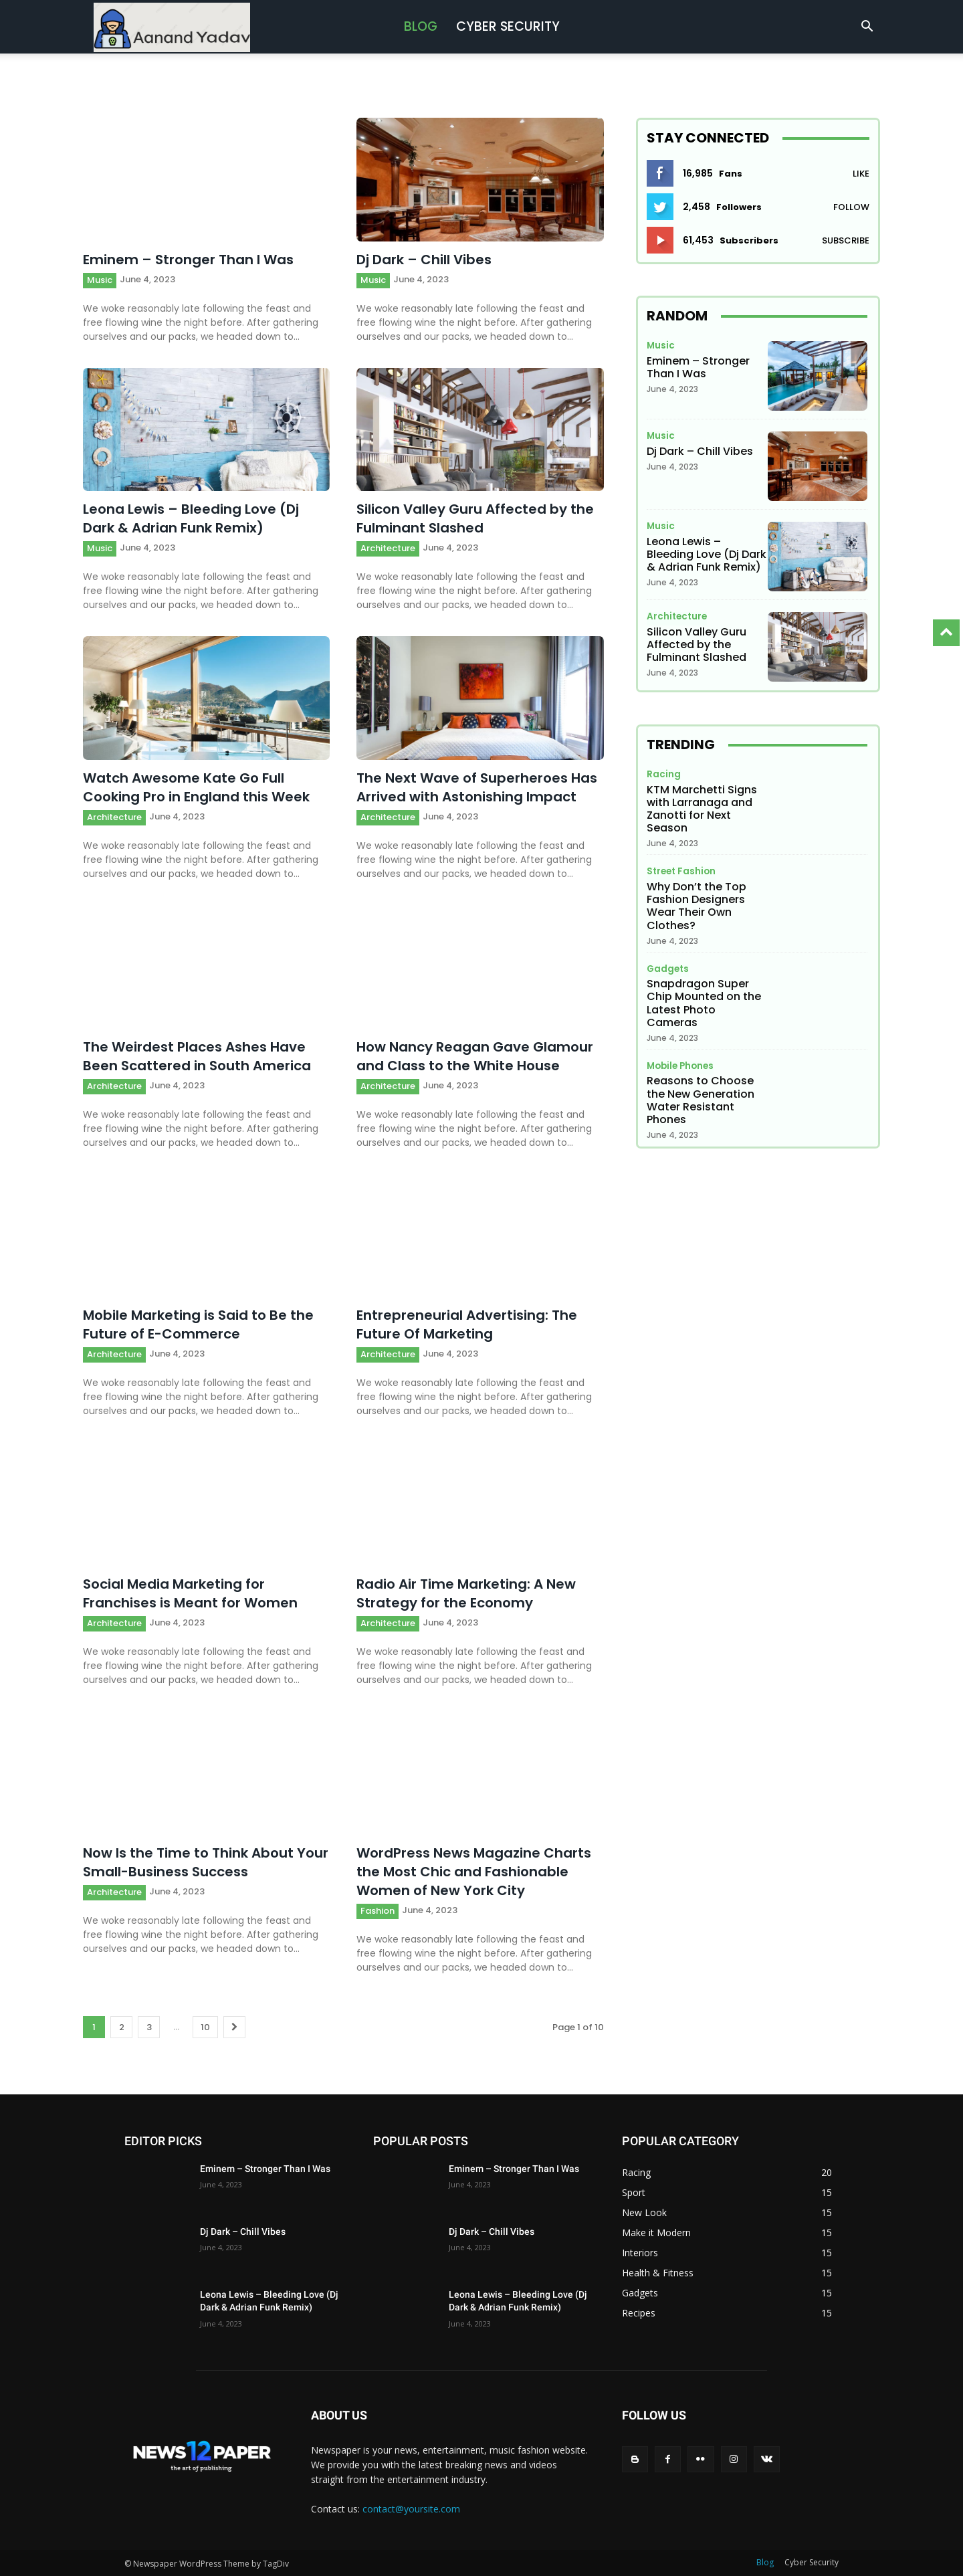 Aanand Yadav
BLOG
CYBER SECURITY
Eminem – Stronger Than I Was
Music June 4, 2023
We woke reasonably late following the feast and
free flowing wine the night before. After gathering
ourselves and our packs, we headed down to...
Dj Dark – Chill Vibes
Music June 4, 2023
We woke reasonably late following the feast and
free flowing wine the night before. After gathering
ourselves and our packs, we headed down to...
Leona Lewis – Bleeding Love (Dj
Dark & Adrian Funk Remix)
Music June 4, 2023
We woke reasonably late following the feast and
free flowing wine the night before. After gathering
ourselves and our packs, we headed down to...
Silicon Valley Guru Affected by the
Fulminant Slashed
Architecture June 4, 2023
We woke reasonably late following the feast and
free flowing wine the night before. After gathering
ourselves and our packs, we headed down to...
Watch Awesome Kate Go Full
Cooking Pro in England this Week
Architecture June 4, 2023
We woke reasonably late following the feast and
free flowing wine the night before. After gathering
ourselves and our packs, we headed down to...
The Next Wave of Superheroes Has
Arrived with Astonishing Impact
Architecture June 4, 2023
We woke reasonably late following the feast and
free flowing wine the night before. After gathering
ourselves and our packs, we headed down to...
The Weirdest Places Ashes Have
Been Scattered in South America
Architecture June 4, 2023
We woke reasonably late following the feast and
free flowing wine the night before. After gathering
ourselves and our packs, we headed down to...
How Nancy Reagan Gave Glamour
and Class to the White House
Architecture June 4, 2023
We woke reasonably late following the feast and
free flowing wine the night before. After gathering
ourselves and our packs, we headed down to...
Mobile Marketing is Said to Be the
Future of E-Commerce
Architecture June 4, 2023
We woke reasonably late following the feast and
free flowing wine the night before. After gathering
ourselves and our packs, we headed down to...
Entrepreneurial Advertising: The
Future Of Marketing
Architecture June 4, 2023
We woke reasonably late following the feast and
free flowing wine the night before. After gathering
ourselves and our packs, we headed down to...
Social Media Marketing for
Franchises is Meant for Women
Architecture June 4, 2023
We woke reasonably late following the feast and
free flowing wine the night before. After gathering
ourselves and our packs, we headed down to...
Radio Air Time Marketing: A New
Strategy for the Economy
Architecture June 4, 2023
We woke reasonably late following the feast and
free flowing wine the night before. After gathering
ourselves and our packs, we headed down to...
Now Is the Time to Think About Your
Small-Business Success
Architecture June 4, 2023
We woke reasonably late following the feast and
free flowing wine the night before. After gathering
ourselves and our packs, we headed down to...
WordPress News Magazine Charts
the Most Chic and Fashionable
Women of New York City
Fashion June 4, 2023
We woke reasonably late following the feast and
free flowing wine the night before. After gathering
ourselves and our packs, we headed down to...
1 2 3 ... 10
Page 1 of 10
STAY CONNECTED
16,985 Fans LIKE
2,458 Followers FOLLOW
61,453 Subscribers SUBSCRIBE
RANDOM
Music
Eminem – Stronger
Than I Was
June 4, 2023
Music
Dj Dark – Chill Vibes
June 4, 2023
Music
Leona Lewis –
Bleeding Love (Dj Dark
& Adrian Funk Remix)
June 4, 2023
Architecture
Silicon Valley Guru
Affected by the
Fulminant Slashed
June 4, 2023
TRENDING
Racing
KTM Marchetti Signs
with Larranaga and
Zanotti for Next
Season
June 4, 2023
Street Fashion
Why Don’t the Top
Fashion Designers
Wear Their Own
Clothes?
June 4, 2023
Gadgets
Snapdragon Super
Chip Mounted on the
Latest Photo
Cameras
June 4, 2023
Mobile Phones
Reasons to Choose
the New Generation
Water Resistant
Phones
June 4, 2023
EDITOR PICKS
Eminem – Stronger Than I Was
June 4, 2023
Dj Dark – Chill Vibes
June 4, 2023
Leona Lewis – Bleeding Love (Dj
Dark & Adrian Funk Remix)
June 4, 2023
POPULAR POSTS
Eminem – Stronger Than I Was
June 4, 2023
Dj Dark – Chill Vibes
June 4, 2023
Leona Lewis – Bleeding Love (Dj
Dark & Adrian Funk Remix)
June 4, 2023
POPULAR CATEGORY
Racing 20
Sport 15
New Look 15
Make it Modern 15
Interiors 15
Health & Fitness 15
Gadgets 15
Recipes 15
NEWS12PAPER
the art of publishing
ABOUT US
Newspaper is your news, entertainment, music fashion website.
We provide you with the latest breaking news and videos
straight from the entertainment industry.
Contact us: contact@yoursite.com
FOLLOW US
© Newspaper WordPress Theme by TagDiv
Blog Cyber Security